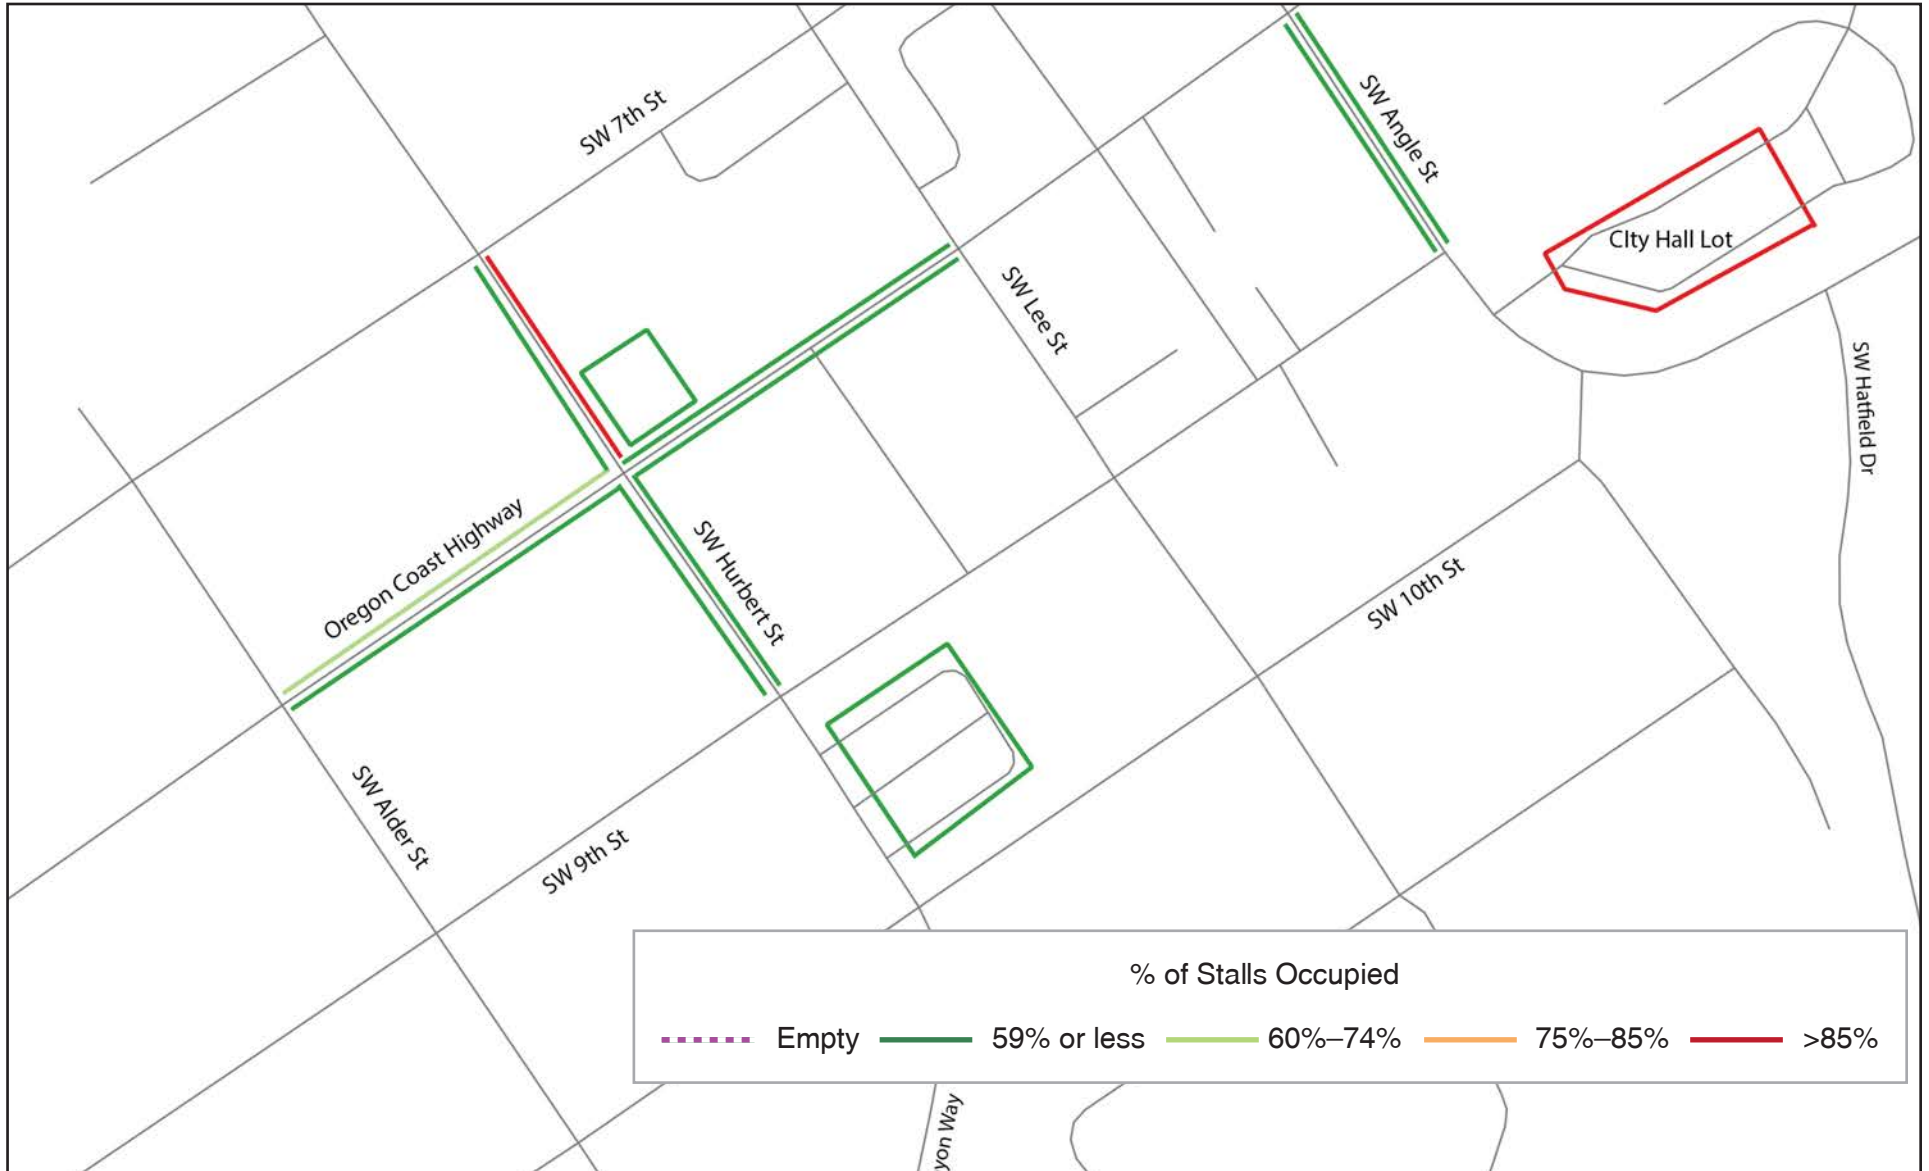 SW 7th St
SW Angle St
CIty Hall Lot
SW Lee St
SW Hatfield Dr
Oregon Coast Highway
SW Hurbert St
SW 10th St
SW Alder St
SW 9th St
% of Stalls Occupied
Empty 59% or less 60%–74% 75%–85% >85%
yon Way